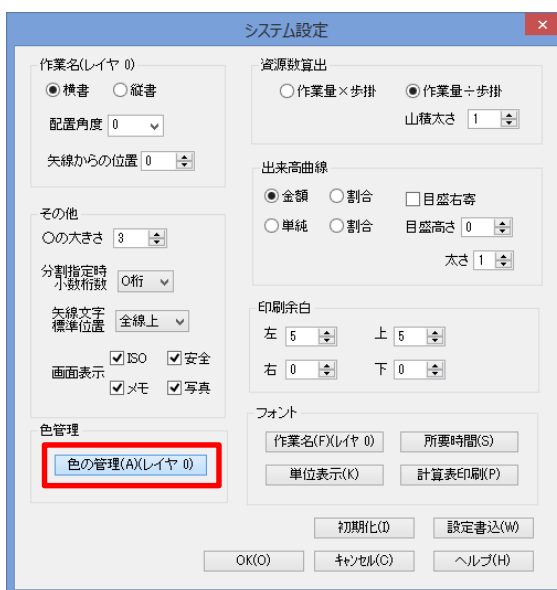 システム設定
×
作業名(レイヤ 0)
横書 縦書
配置角度 0
矢線からの位置 0
その他
○の大きさ 3
分割指定時
小数桁数 0桁
矢線文字
標準位置 全線上
画面表示 ISO 安全
メモ 写真
色管理
色の管理(A)(レイヤ 0)
資源数算出
作業量×歩掛 作業量÷歩掛
山積太さ 1
出来高曲線
金額 割合 目盛右寄
単純 割合 目盛高さ 0
太さ 1
印刷余白
左 5 上 5
右 0 下 0
フォント
作業名(F)(レイヤ 0) 所要時間(S)
単位表示(K) 計算表印刷(P)
初期化(I) 設定書込(W)
OK(O) キャンセル(C) ヘルプ(H)